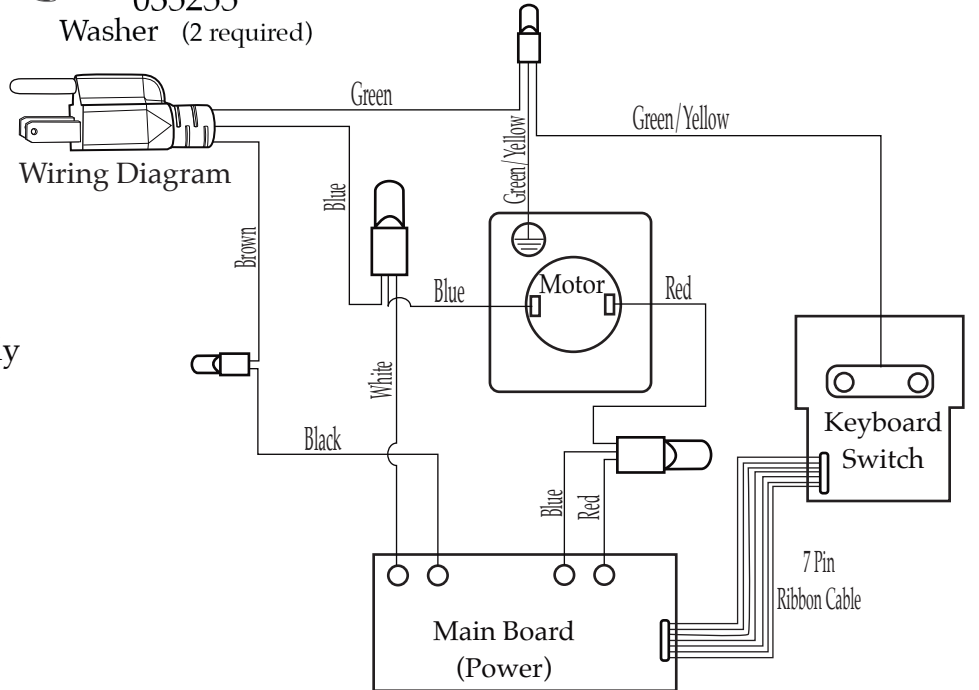 Washer (2 required)
Green
Green/Yellow
Green/Yellow
Wiring Diagram
Blue
Brown
Blue
Motor
Red
White
Black
Keyboard
Switch
Blue
Red
7 Pin
Ribbon Cable
Main Board
(Power)